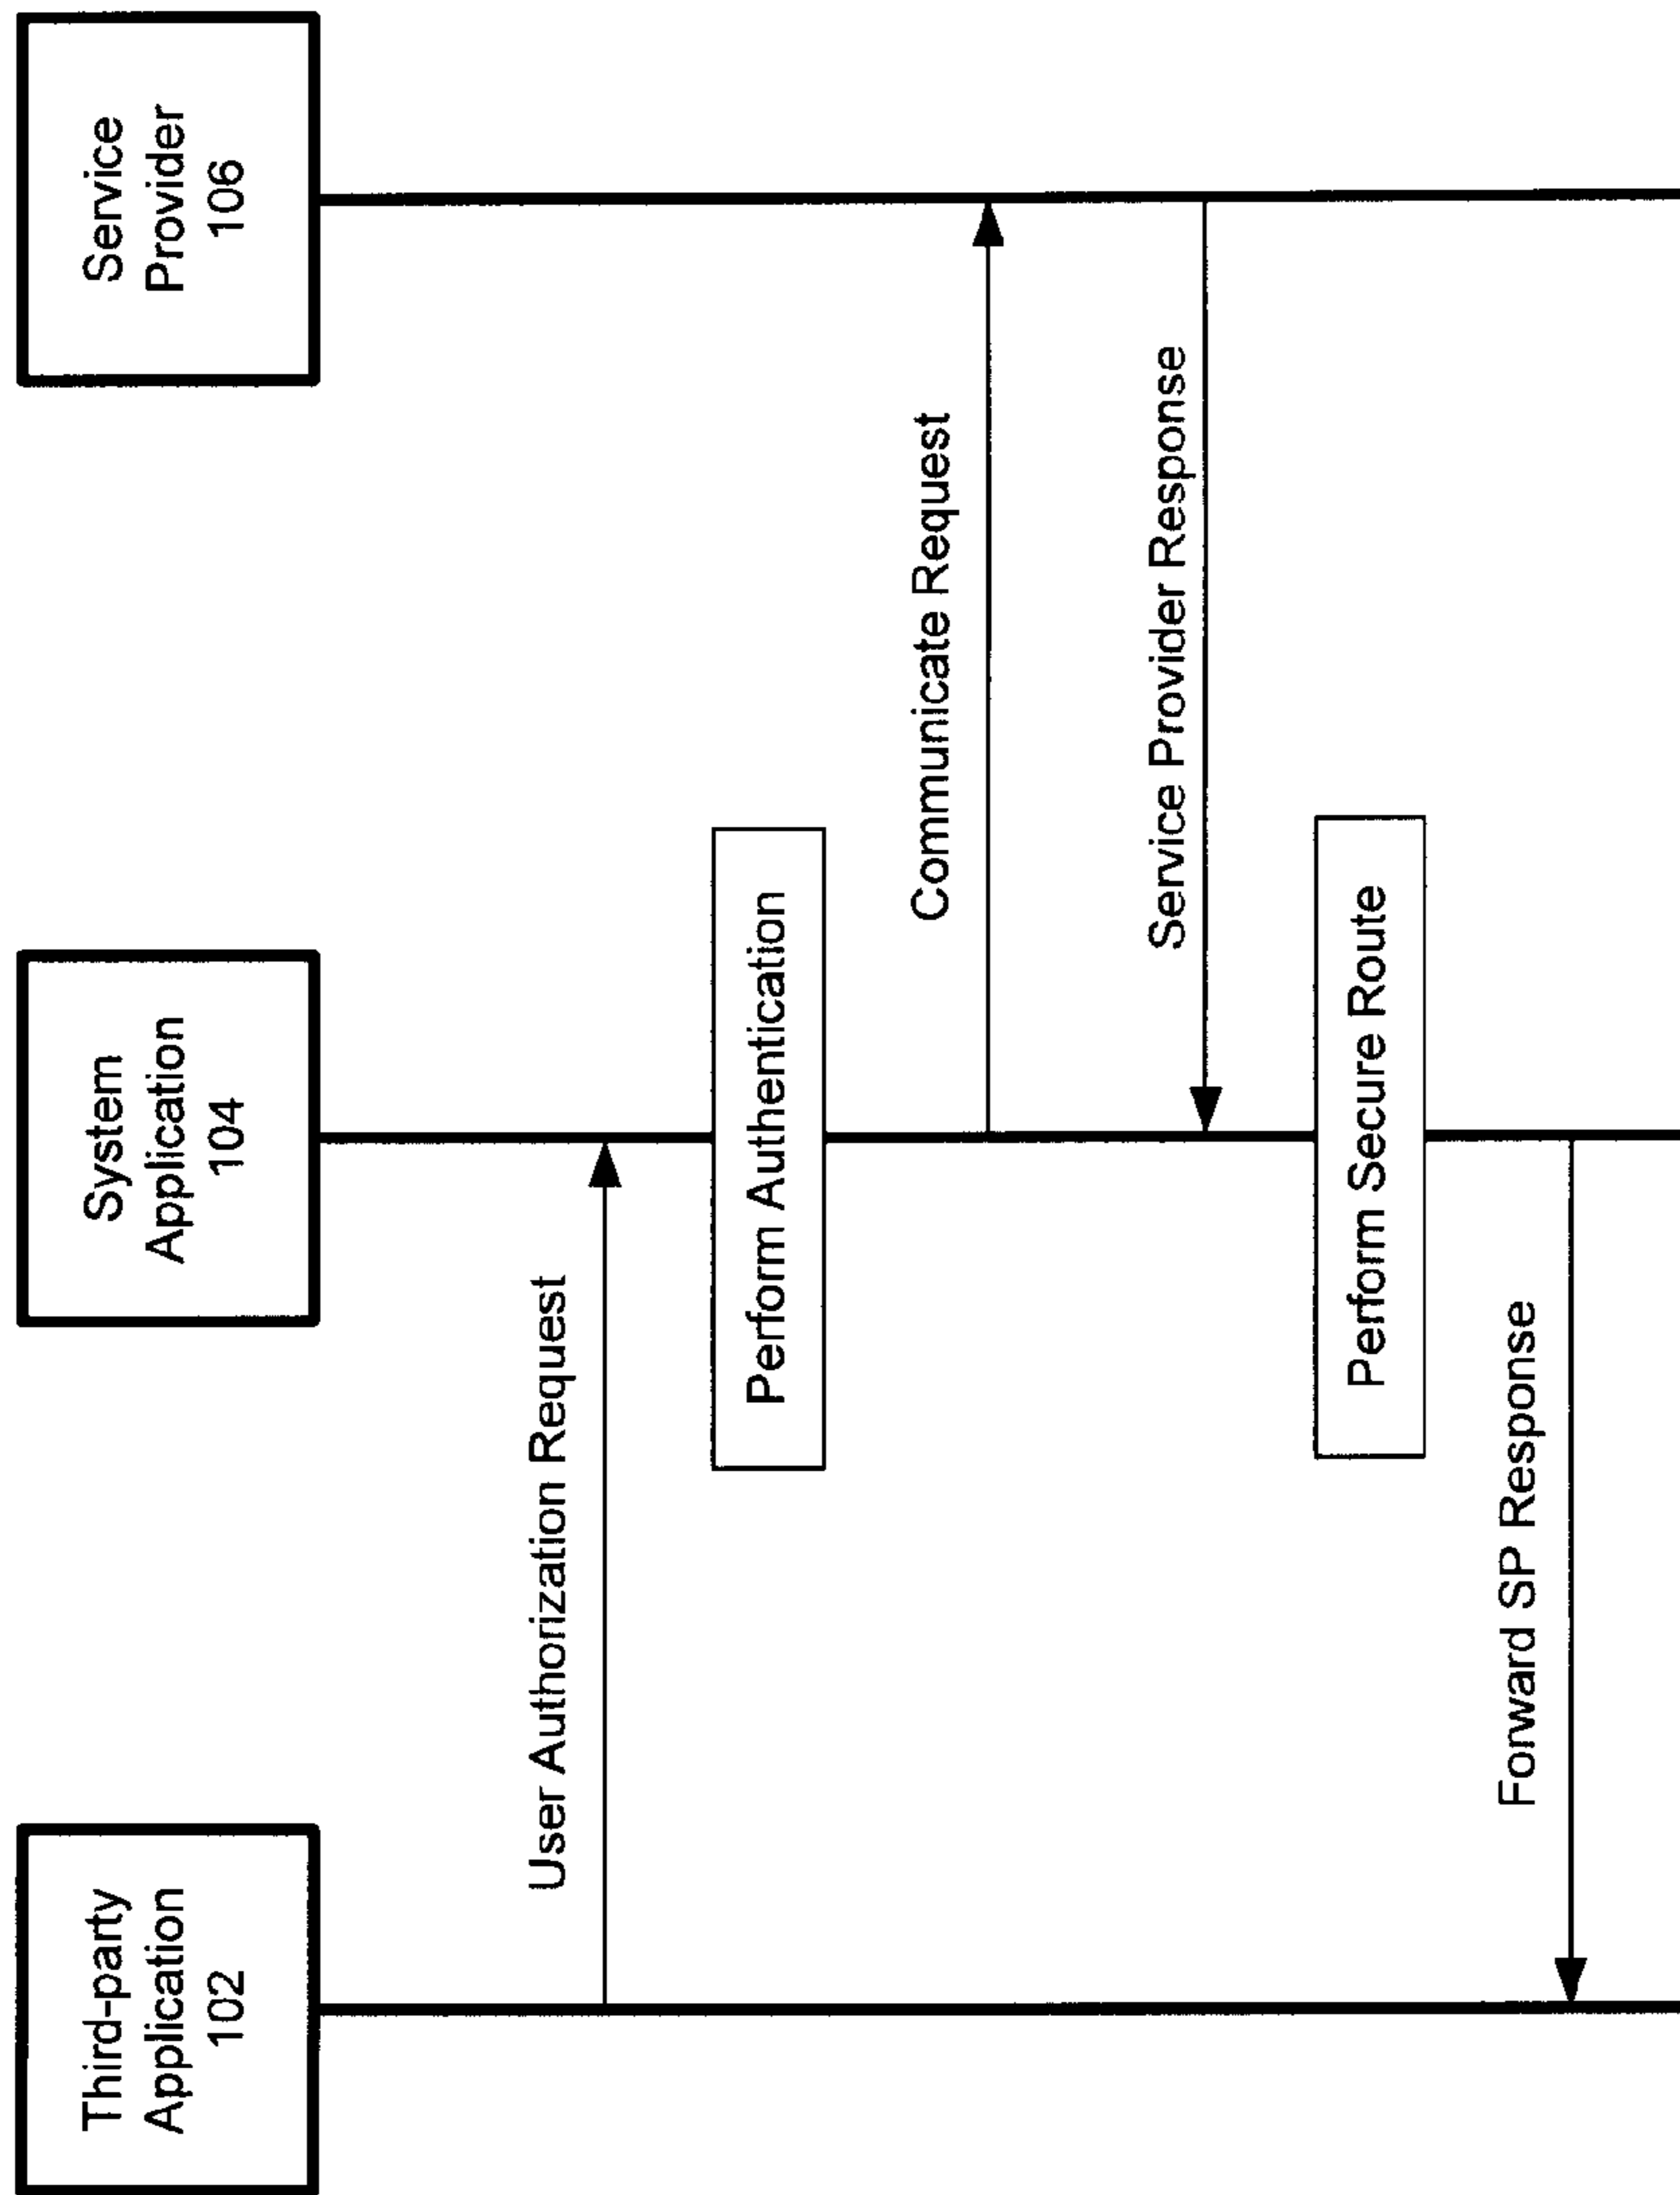 Third-party
Application
102
System
Application
104
Service
Provider
106
User Authorization Request
Perform Authentication
Communicate Request
Service Provider Response
Perform Secure Route
Forward SP Response